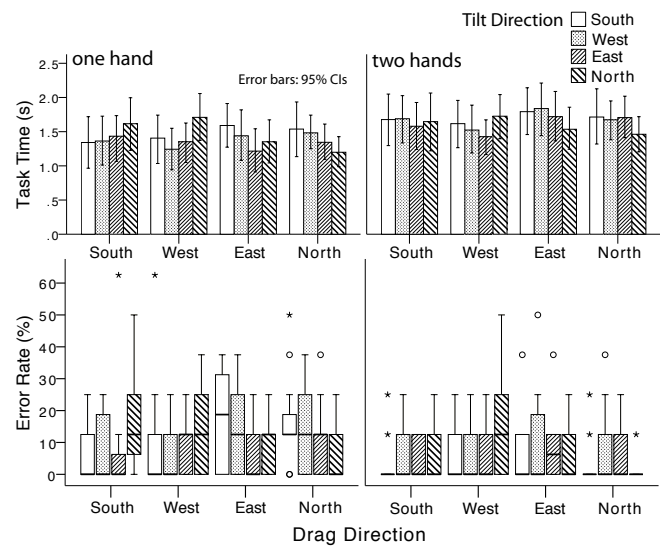 Tilt Direction
South
West
East
North
one hand
two hands
Error bars: 95% CIs
Task Time (s)
2.5
2.0
1.5
1.0
.5
.0
South West East North South West East North
Error Rate (%)
60
50
40
30
20
10
0
South West East North South West East North
Drag Direction